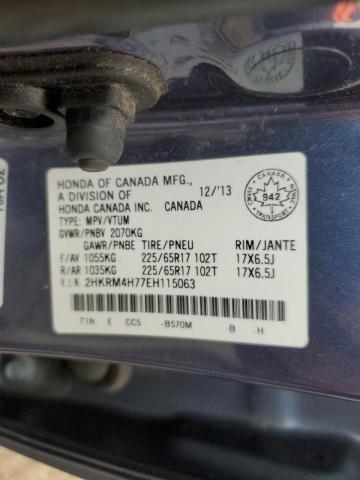 HONDA OF CANADA MFG.,
A DIVISION OF 12/'13
HONDA CANADA INC. CANADA
TYPE: MPV/VTUM
GVWR/PNBV 2070KG
GAWR/PNBE TIRE/PNEU RIM/JANTE
F/AV 1055KG 225/65R17 102T 17X6.5J
R/AR 1035KG 225/65R17 102T 17X6.5J
V.I.N. 2HKRM4H77EH115063
T1N E CC5 -B570M -B -H
CANADA
942
TRANSPORT